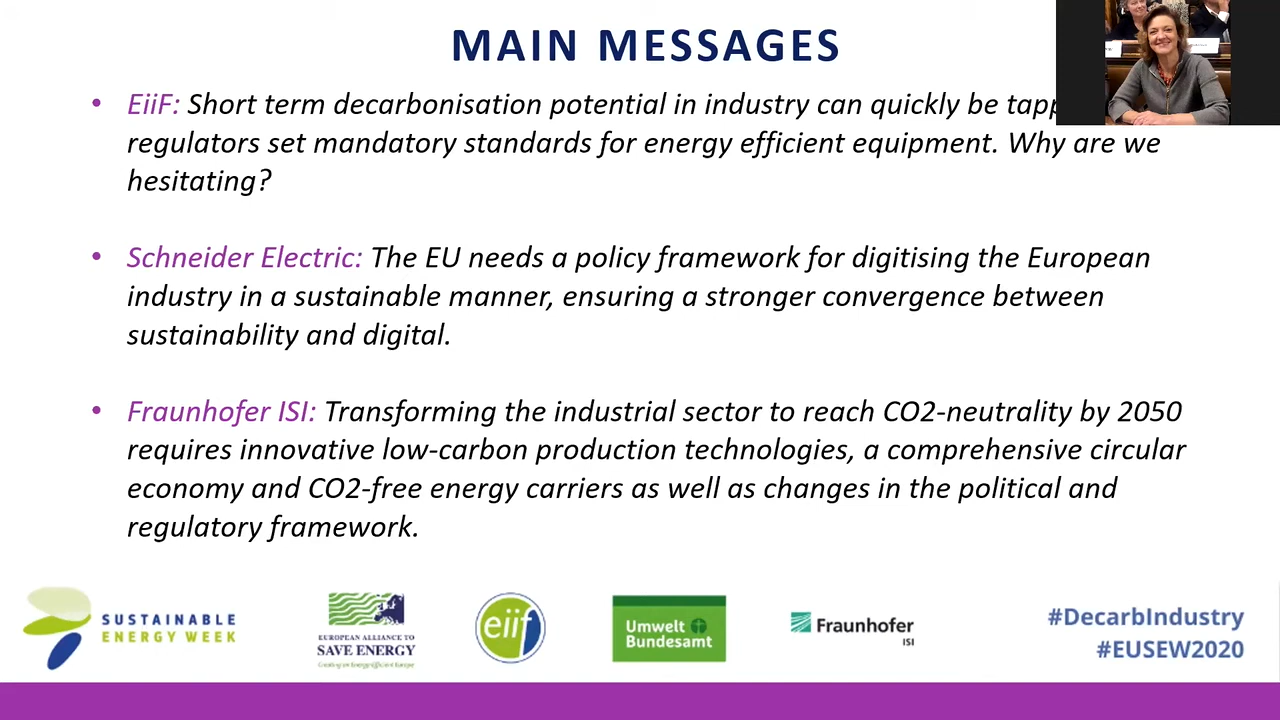 MAIN MESSAGES
• EiiF: Short term decarbonisation potential in industry can quickly be
regulators set mandatory standards for energy efficient equipment. Why are we
hesitating?
• Schneider Electric: The EU needs a policy framework for digitising the European
industry in a sustainable manner, ensuring a stronger convergence between
sustainability and digital.
• Fraunhofer ISI: Transforming the industrial sector to reach CO2-neutrality by 2050
requires innovative low-carbon production technologies, a comprehensive circular
economy and CO2-free energy carriers as well as changes in the political and
regulatory framework.
SUSTAINABLE
ENERGY WEEK
EUROPEAN ALLIANCE TO
SAVE ENERGY
Creating an Energy-efficient Europe
eiif
Umwelt
Bundesamt
Fraunhofer
ISI
#DecarbIndustry
#EUSEW2020